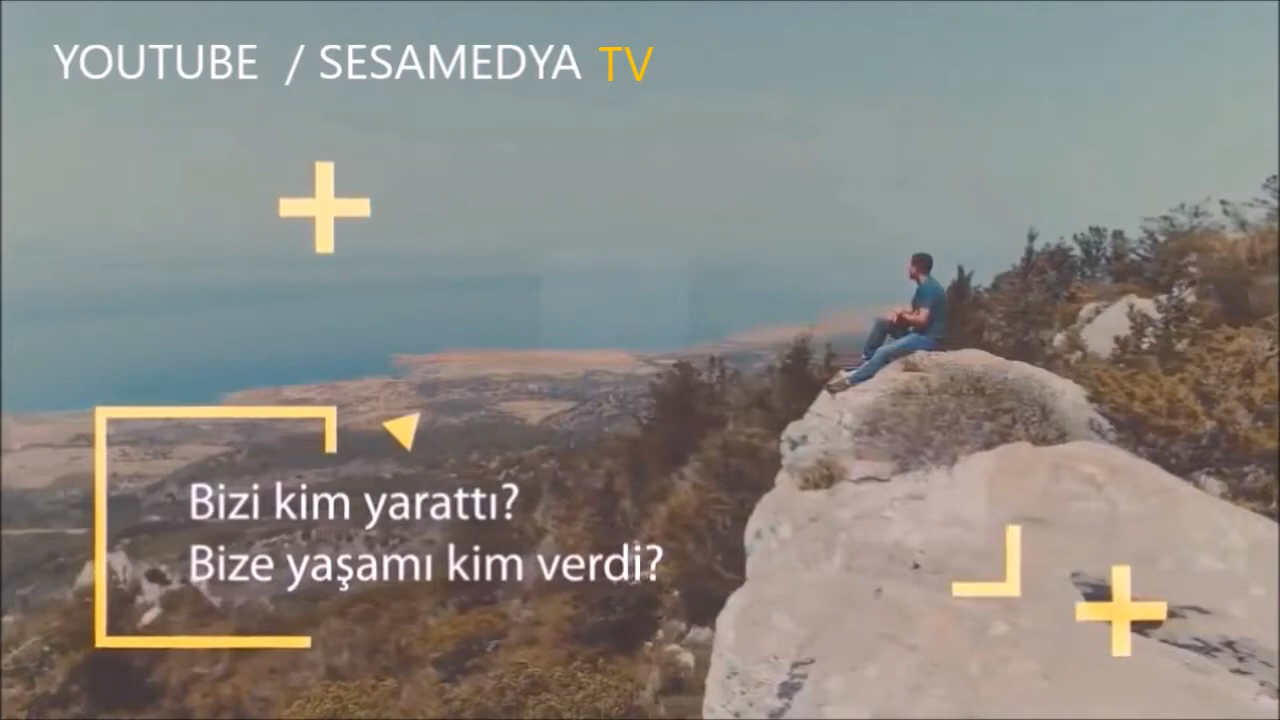 YOUTUBE / SESAMEDYA TV
Bizi kim yarattı?
Bize yaşamı kim verdi?